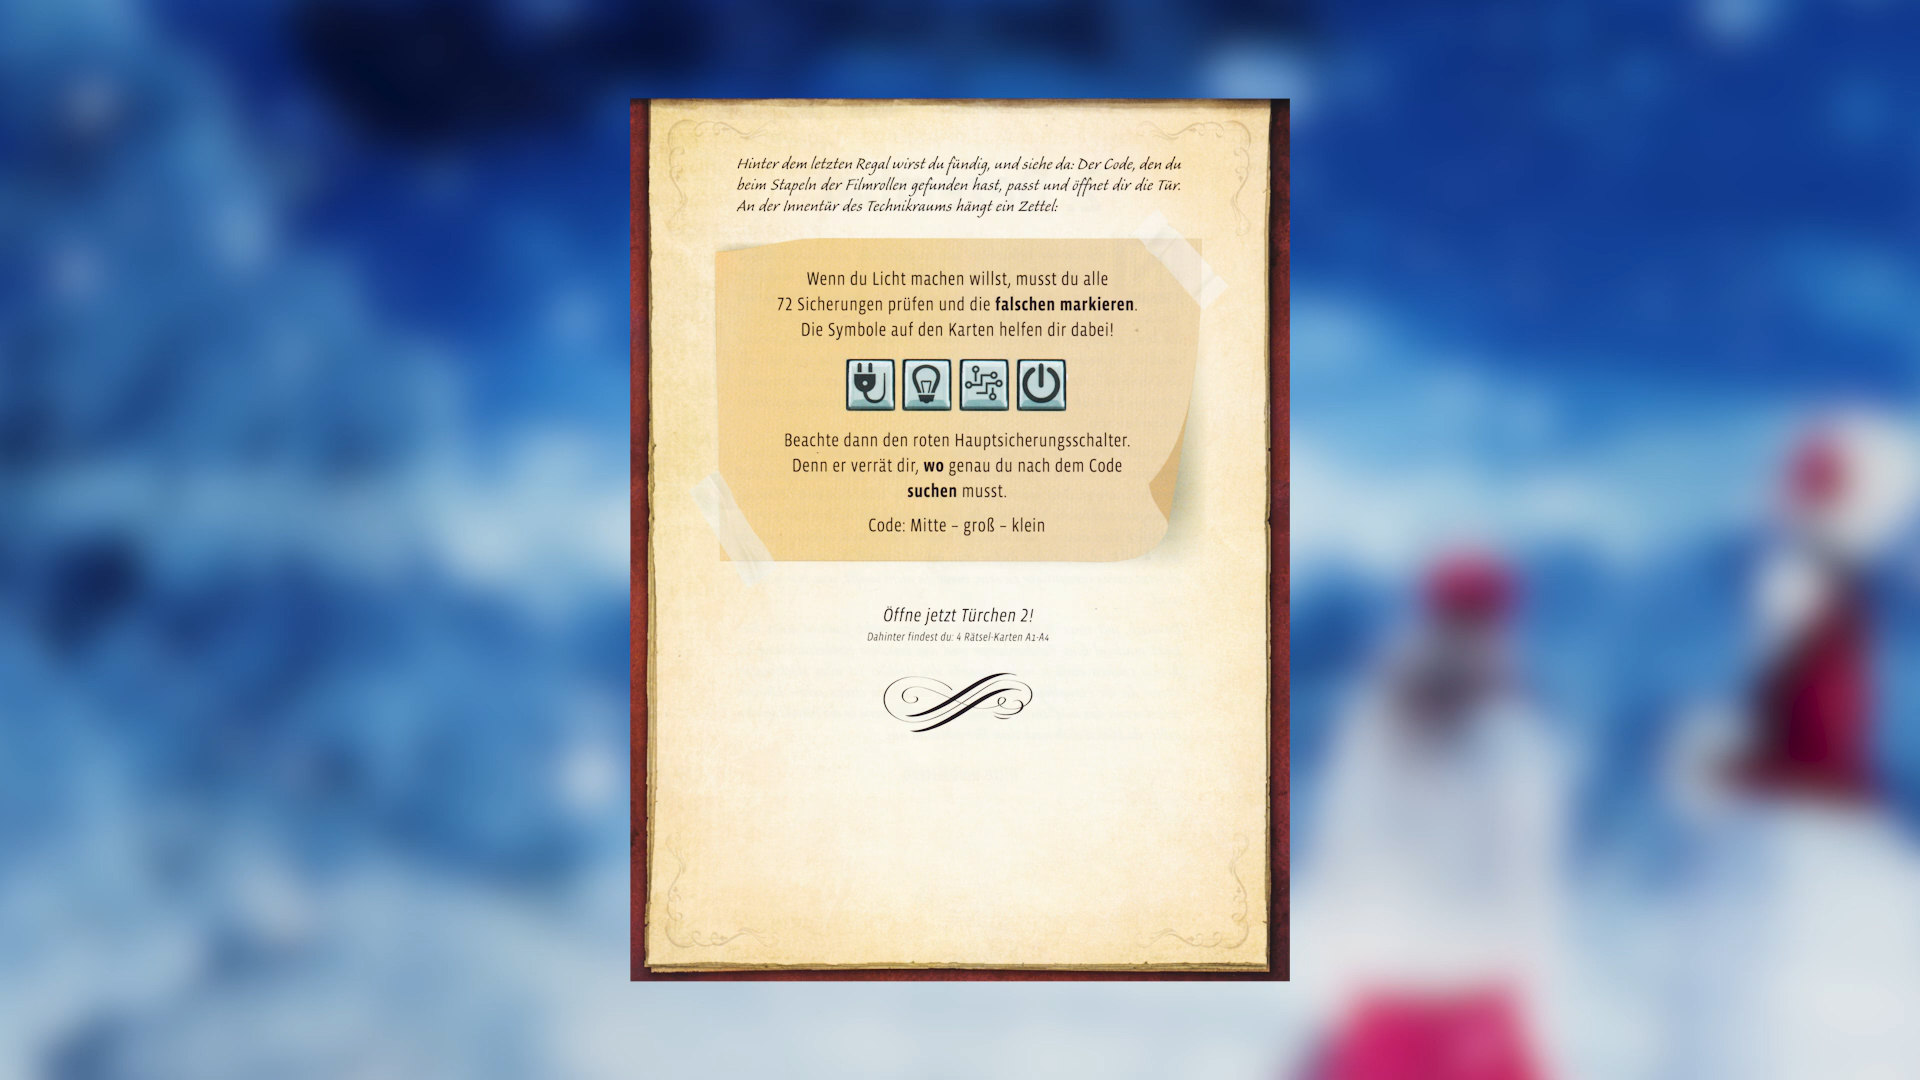 Hinter dem letzten Regal wirst du fündig, und siehe da: Der Code, den du
beim Stapeln der Filmrollen gefunden hast, passt und öffnet dir die Tür.
An der Innentür des Technikraums hängt ein Zettel:
Wenn du Licht machen willst, musst du alle
72 Sicherungen prüfen und die falschen markieren.
Die Symbole auf den Karten helfen dir dabei!
Beachte dann den roten Hauptsicherungsschalter.
Denn er verrät dir, wo genau du nach dem Code
suchen musst.
Code: Mitte – groß – klein
Öffne jetzt Türchen 2!
Dahinter findest du: 4 Rätsel-Karten A1-A4